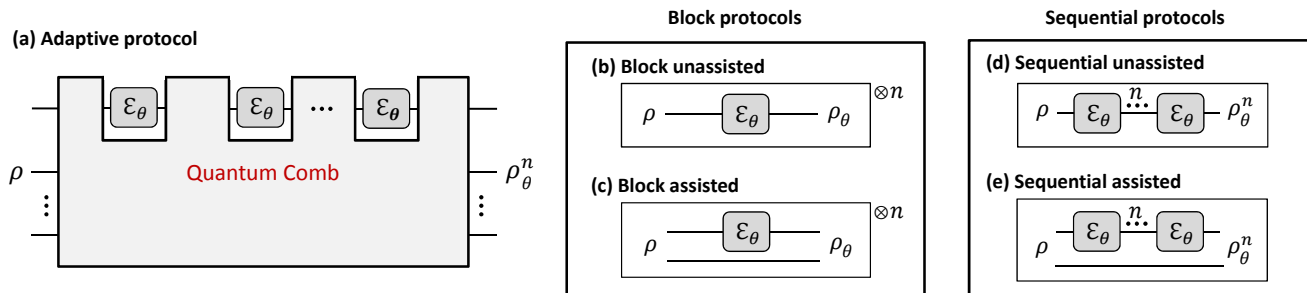 Block protocols
Sequential protocols
(a) Adaptive protocol
ℰθ ℰθ ··· ℰθ
ρ Quantum Comb ρθⁿ
⋮ ⋮
(b) Block unassisted
ρ ℰθ ρθ ⊗n
(c) Block assisted
ρ ℰθ ρθ ⊗n
(d) Sequential unassisted
ρ ℰθ n ··· ℰθ ρθⁿ
(e) Sequential assisted
ρ ℰθ n ··· ℰθ ρθⁿ